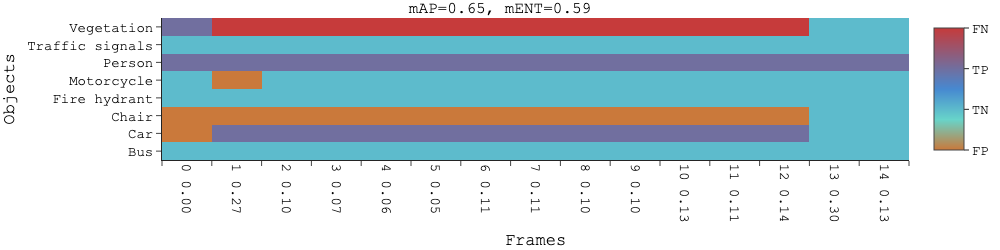 mAP=0.65, mENT=0.59
Objects
Vegetation
Traffic signals
Person
Motorcycle
Fire hydrant
Chair
Car
Bus
0 0.00
1 0.27
2 0.10
3 0.07
4 0.06
5 0.05
6 0.11
7 0.11
8 0.10
9 0.10
10 0.13
11 0.11
12 0.14
13 0.30
14 0.13
Frames
FN
TP
TN
FP